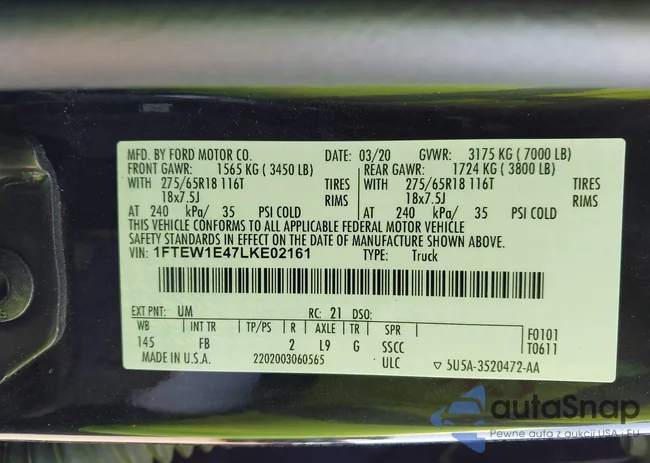 MFD. BY FORD MOTOR CO. DATE: 03/20 GVWR: 3175 KG ( 7000 LB)
FRONT GAWR: 1565 KG ( 3450 LB) REAR GAWR: 1724 KG ( 3800 LB)
WITH 275/65R18 116T TIRES WITH 275/65R18 116T TIRES
18x7.5J RIMS 18x7.5J RIMS
AT 240 kPa/ 35 PSI COLD AT 240 kPa/ 35 PSI COLD
THIS VEHICLE CONFORMS TO ALL APPLICABLE FEDERAL MOTOR VEHICLE
SAFETY STANDARDS IN EFFECT ON THE DATE OF MANUFACTURE SHOWN ABOVE.
VIN: 1FTEW1E47LKE02161 TYPE: Truck
EXT PNT: UM RC: 21 DSO:
WB INT TR TP/PS R AXLE TR SPR F0101
145 FB 2 L9 G SSCC T0611
MADE IN U.S.A. 2202003060565 ULC ▽ 5U5A-3520472-AA
autaSnap
Pewne auta z aukcji USA i EU